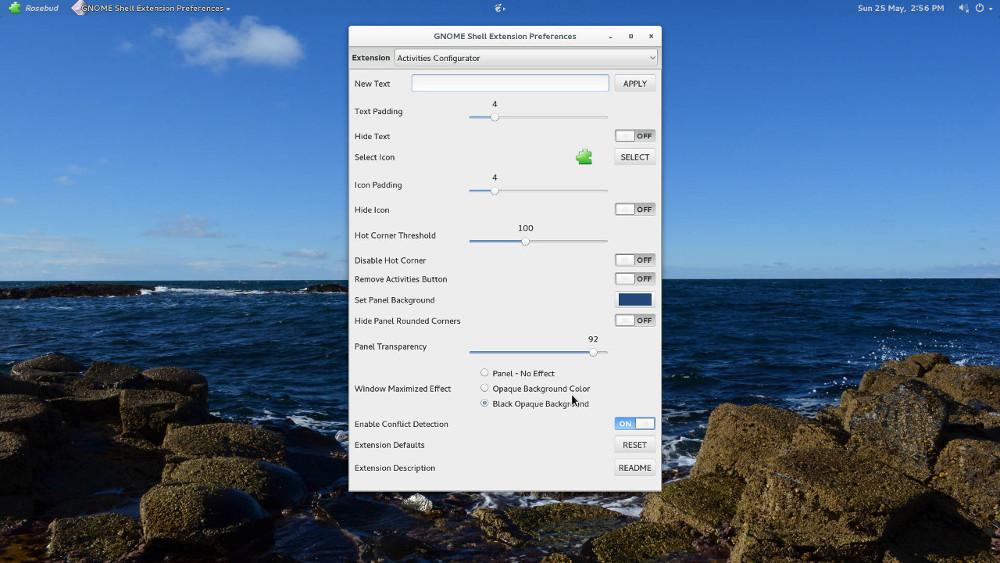 Rosebud GNOME Shell Extension Preferences Sun 25 May, 2:56 PM
GNOME Shell Extension Preferences
Extension Activities Configurator
New Text APPLY
4
Text Padding
Hide Text OFF
Select Icon SELECT
4
Icon Padding
Hide Icon OFF
100
Hot Corner Threshold
Disable Hot Corner OFF
Remove Activities Button OFF
Set Panel Background
Hide Panel Rounded Corners OFF
92
Panel Transparency
Panel - No Effect
Window Maximized Effect Opaque Background Color
Black Opaque Background
Enable Conflict Detection ON
Extension Defaults RESET
Extension Description README